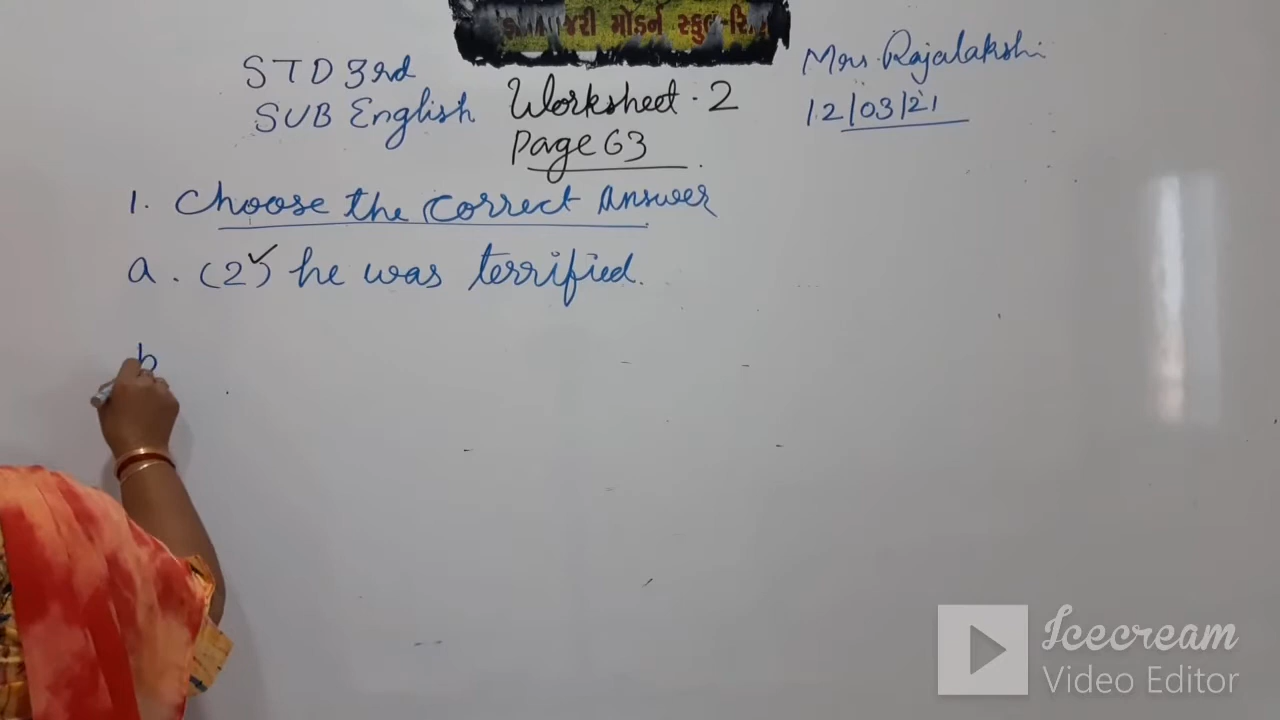 મોડર્ન સ્કુલ
STD 3rd
SUB English
Worksheet - 2
Page 63
Mrs. Rajalakshi
12/03/21
1. Choose the Correct Answer
a. (2✓) he was terrified.
b
Icecream
Video Editor